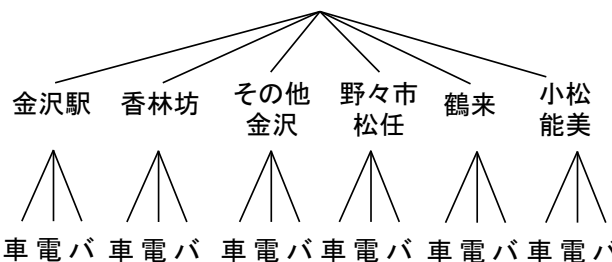 金沢駅 香林坊 その他 金沢 野々市 松任 鶴来 小松 能美
車 電 バ 車 電 バ 車 電 バ 車 電 バ 車 電 バ 車 電 バ